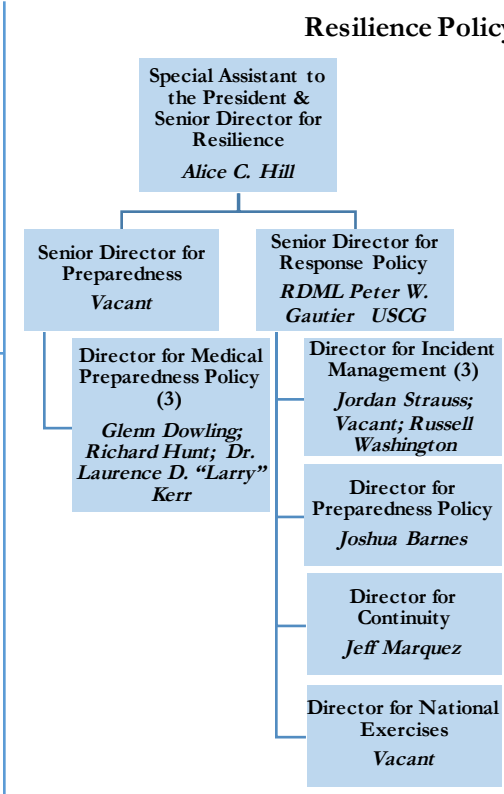 Resilience Policy
Special Assistant to
the President &
Senior Director for
Resilience
Alice C. Hill
Senior Director for
Preparedness
Vacant
Director for Medical
Preparedness Policy
(3)
Glenn Dowling;
Richard Hunt; Dr.
Laurence D. “Larry”
Kerr
Senior Director for
Response Policy
RDML Peter W.
Gautier USCG
Director for Incident
Management (3)
Jordan Strauss;
Vacant; Russell
Washington
Director for
Preparedness Policy
Joshua Barnes
Director for
Continuity
Jeff Marquez
Director for National
Exercises
Vacant